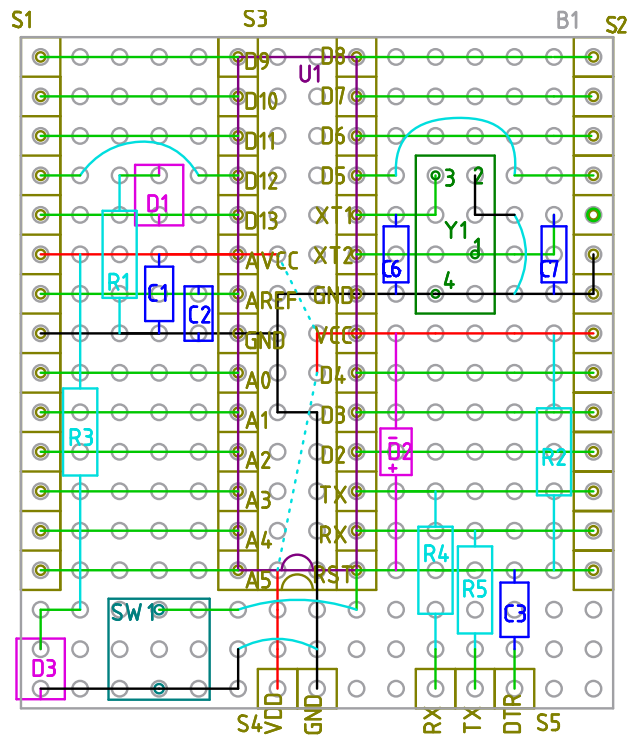 S1 S3 B1 S2
D9 D8
U1
D10 D7
D11 D6
D12 D5 3 2
D1
D13 XT1
Y1
1
AVCC XT2
C6 C7
R1 C1
4
AREF GND
C2
GND VCC
A0 D4
A1 D3
R3 D2 R2
A2 D2
+
A3 TX
A4 RX
R4
A5 RST
R5
SW1 C3
D3
S4 VDD GND RX TX DTR S5